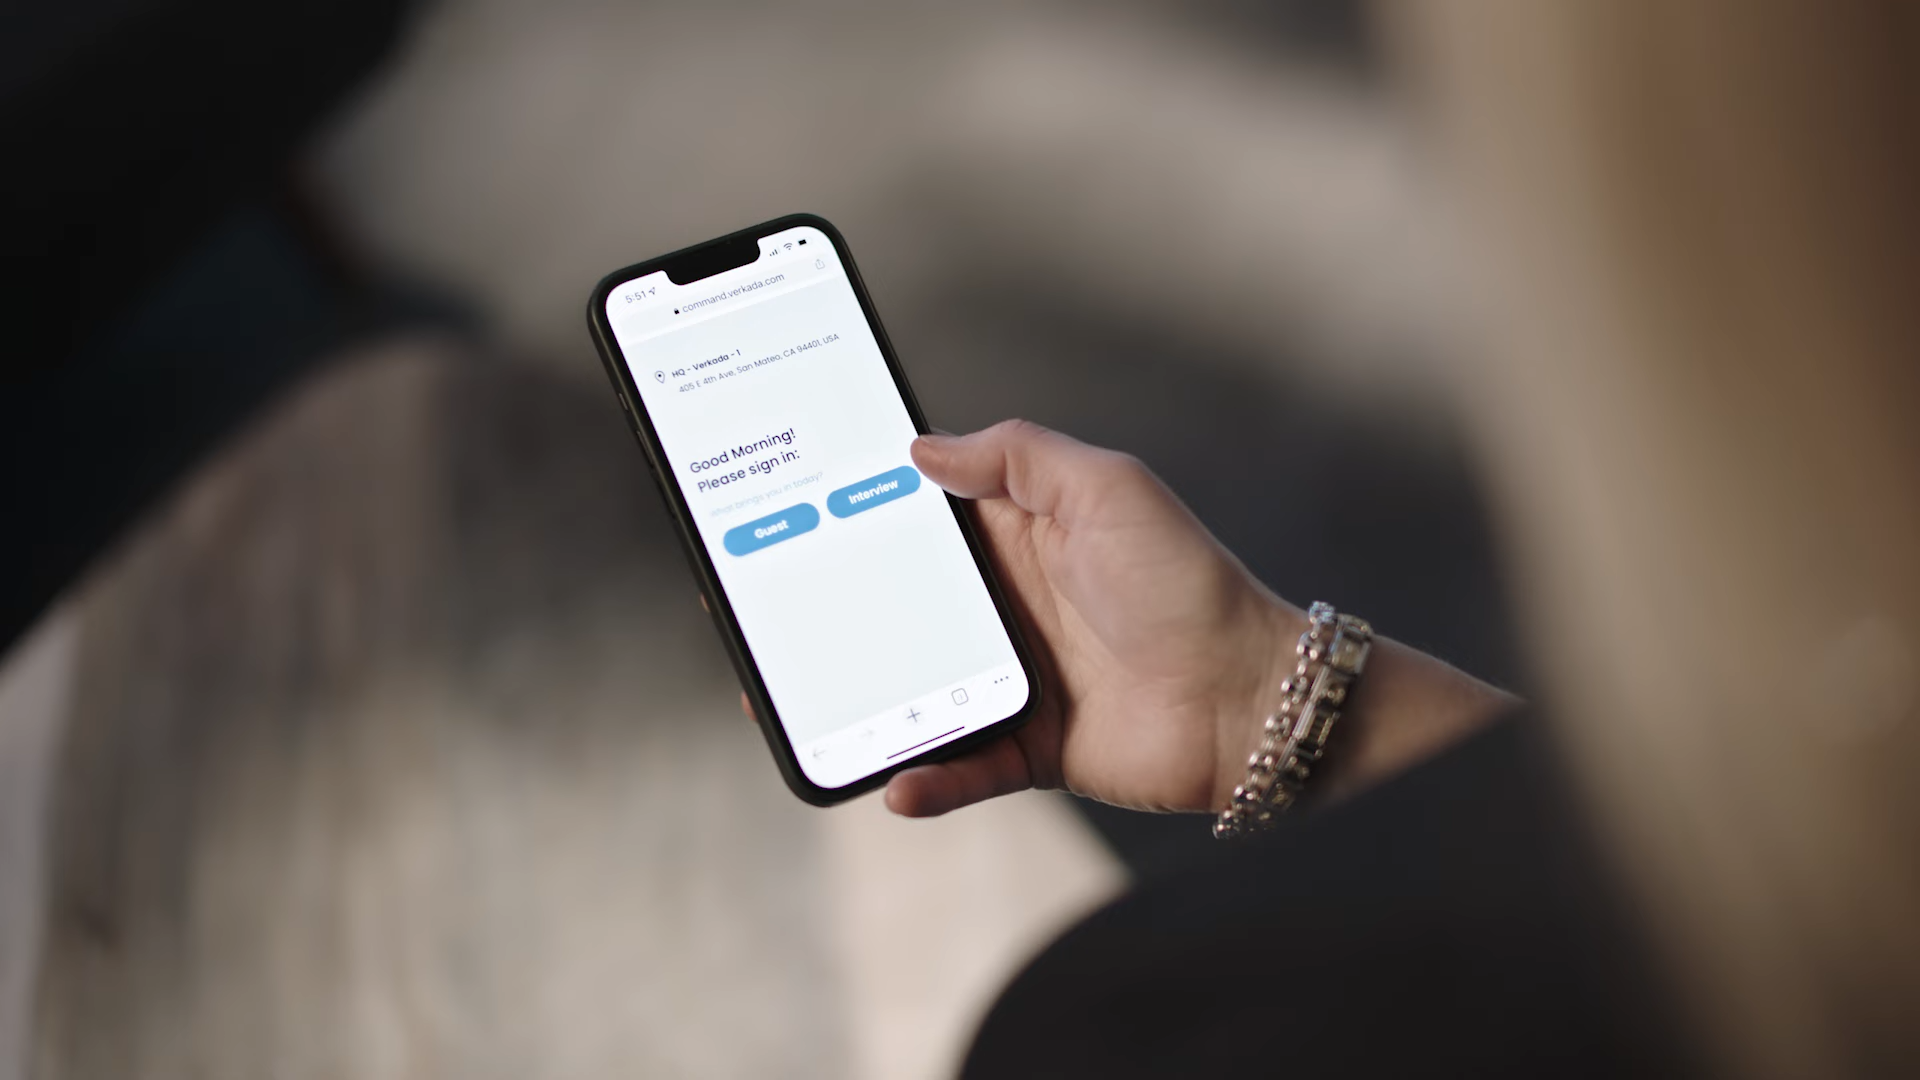 5:51
command.verkada.com
HQ - Verkada - 1
405 E 4th Ave, San Mateo, CA 94401, USA
Good Morning!
Please sign in:
What brings you in today?
Guest
Interview